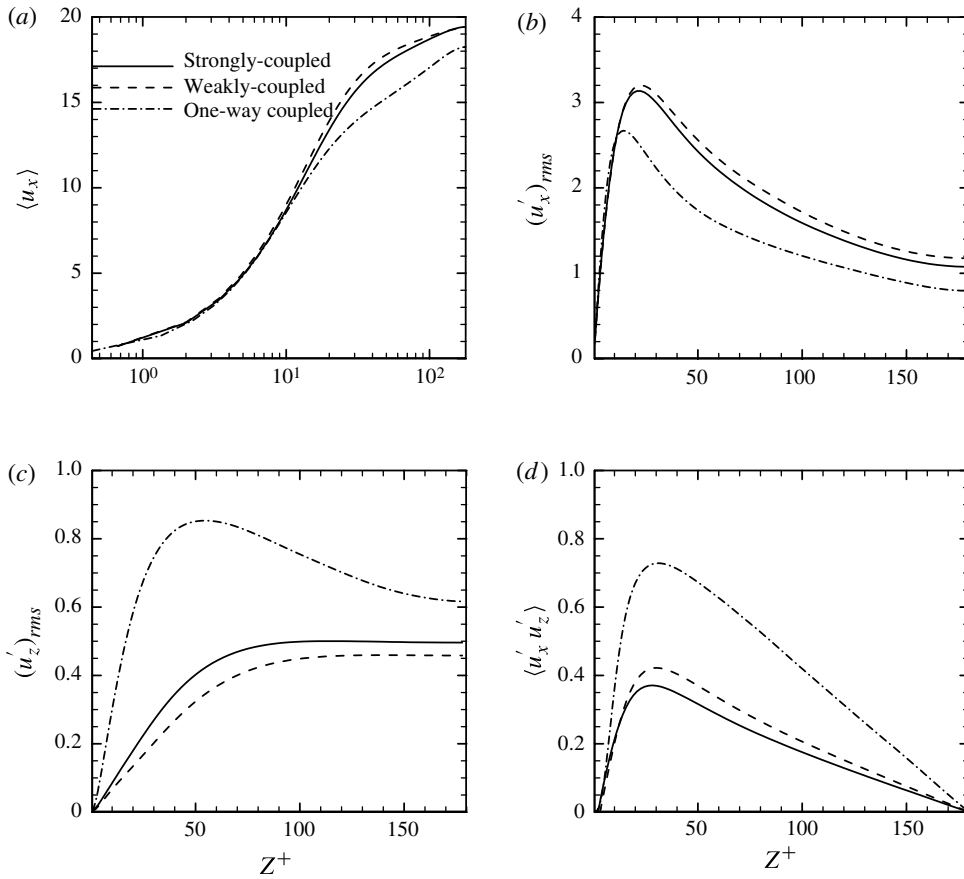 (a)
20
15
10
5
0
⟨u_x⟩
Strongly-coupled
Weakly-coupled
One-way coupled
10^0
10^1
10^2
(b)
4
3
2
1
0
(u'_x)_rms
50
100
150
(c)
1.0
0.8
0.6
0.4
0.2
0
(u'_z)_rms
50
100
150
Z^+
(d)
1.0
0.8
0.6
0.4
0.2
0
⟨u'_x u'_z⟩
50
100
150
Z^+